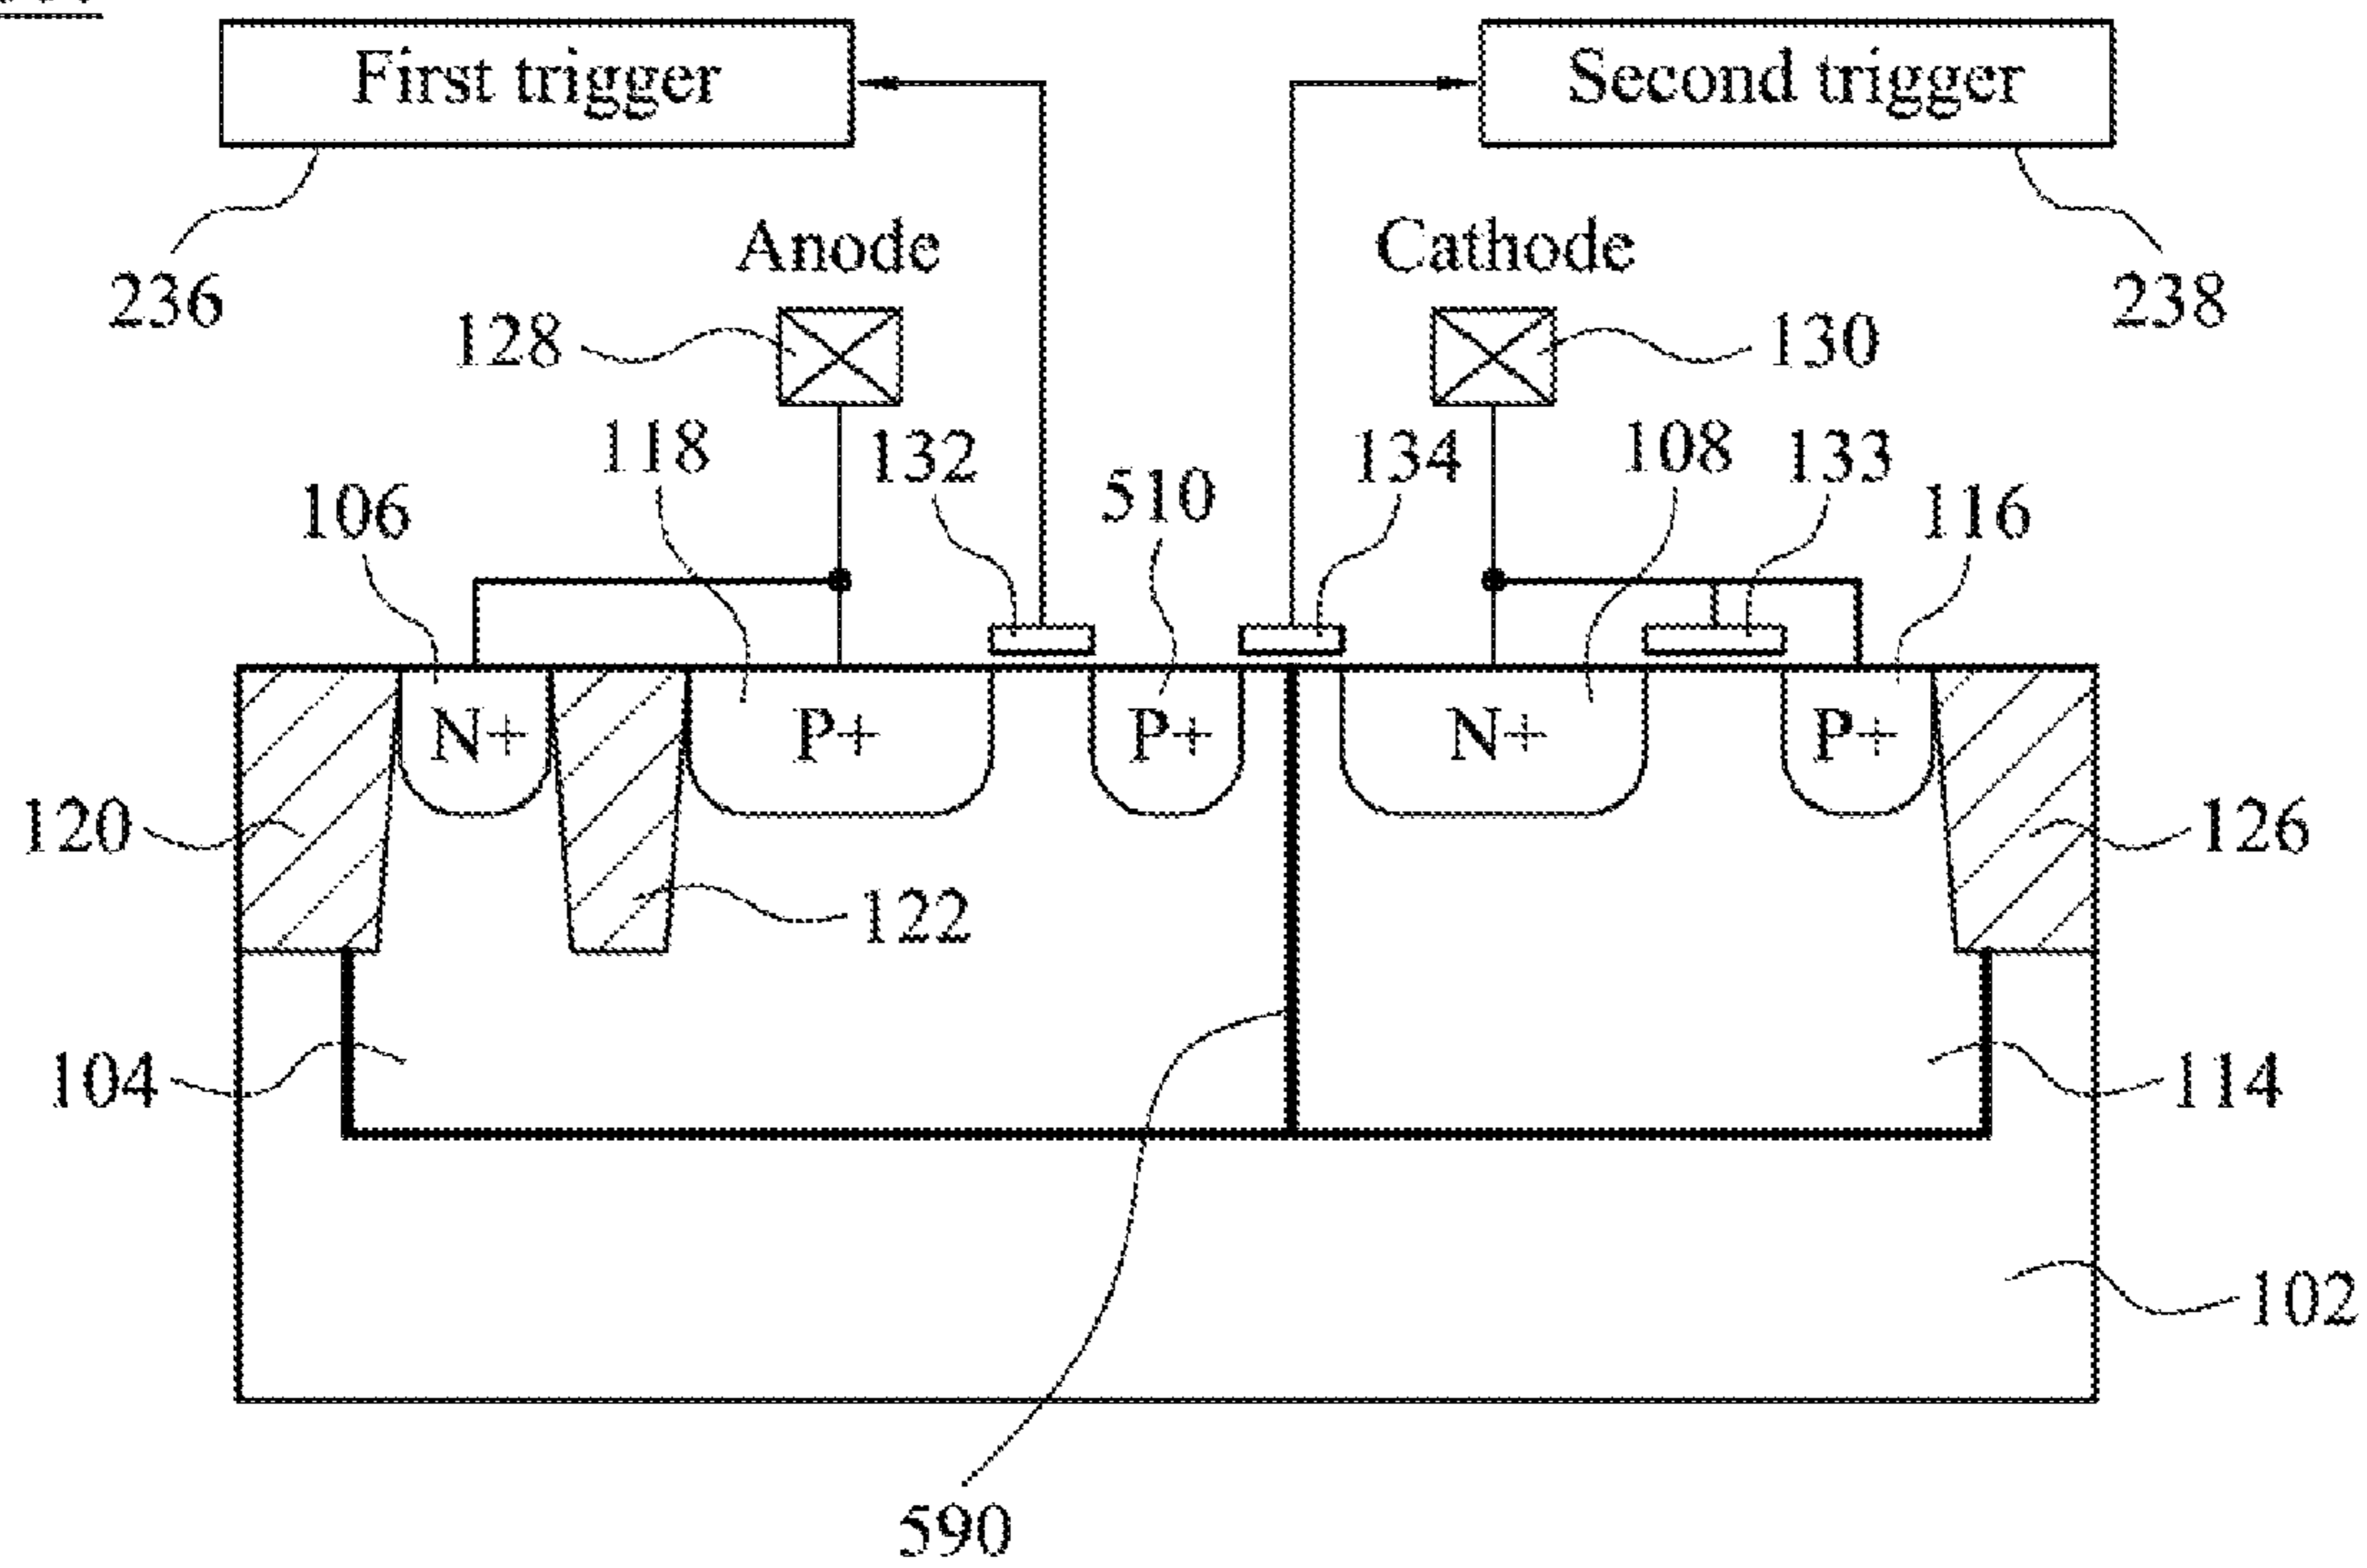 First trigger
Second trigger
236
Anode
Cathode
238
128
130
118
132
134
108
133
106
510
116
N+
P+
P+
N+
P+
120
126
122
104
114
102
590